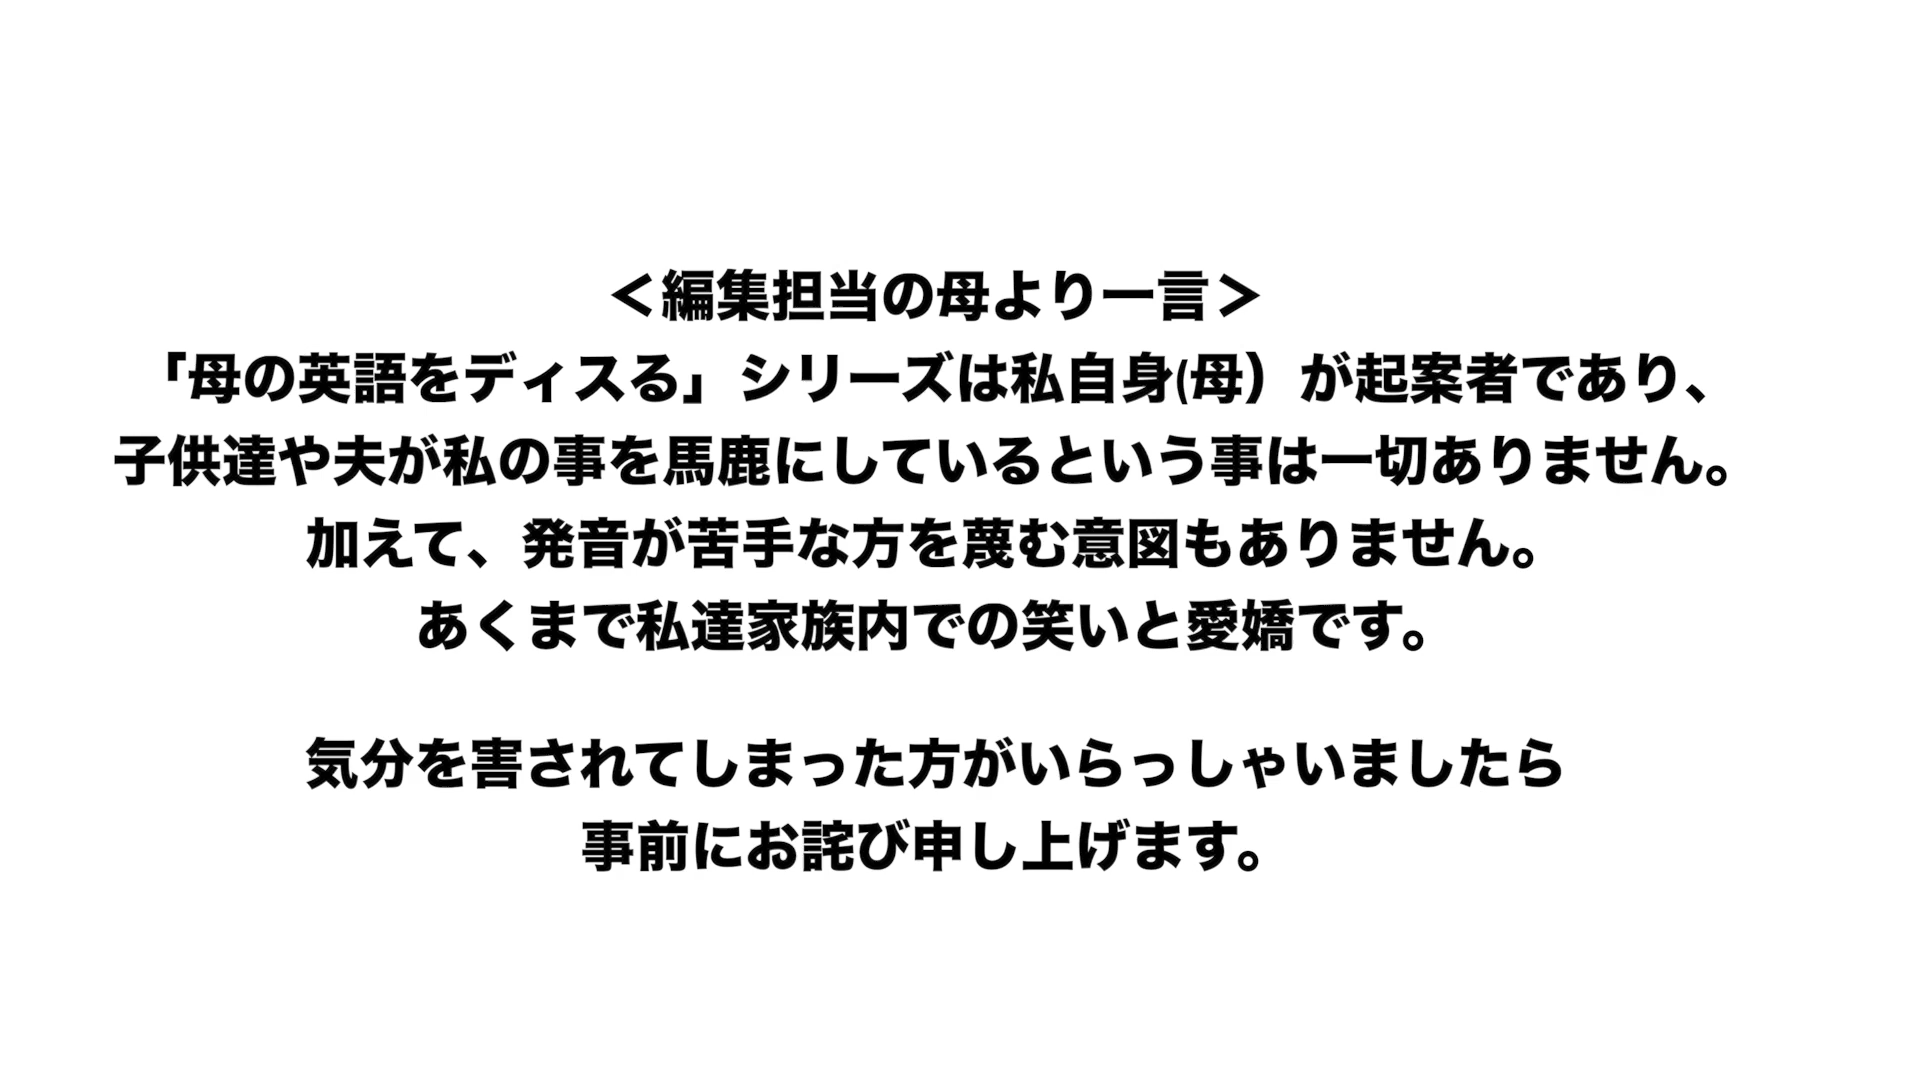 ＜編集担当の母より一言＞
「母の英語をディスる」シリーズは私自身(母）が起案者であり、
子供達や夫が私の事を馬鹿にしているという事は一切ありません。
加えて、発音が苦手な方を蔑む意図もありません。
あくまで私達家族内での笑いと愛嬌です。
気分を害されてしまった方がいらっしゃいましたら
事前にお詫び申し上げます。